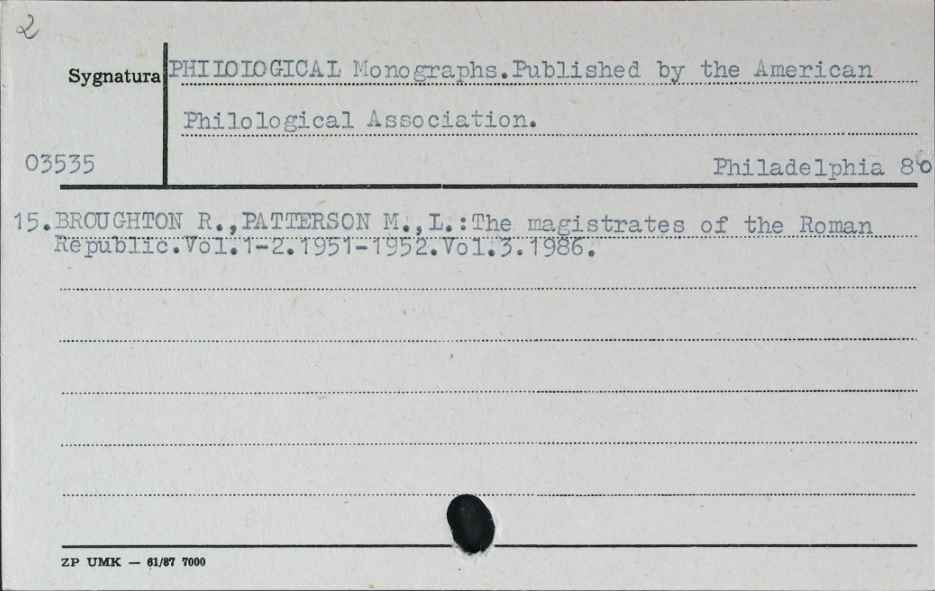 2
Sygnatura PHILOLOGICAL Monographs.Published by the American
Philological Association.
03535 Philadelphia 8
15.BROUGHTON R.,PATTERSON M.,L.:The magistrates of the Roman
Republic.Vol.1-2.1951-1952.Vol.3.1986.
ZP UMK — 61/87 7000